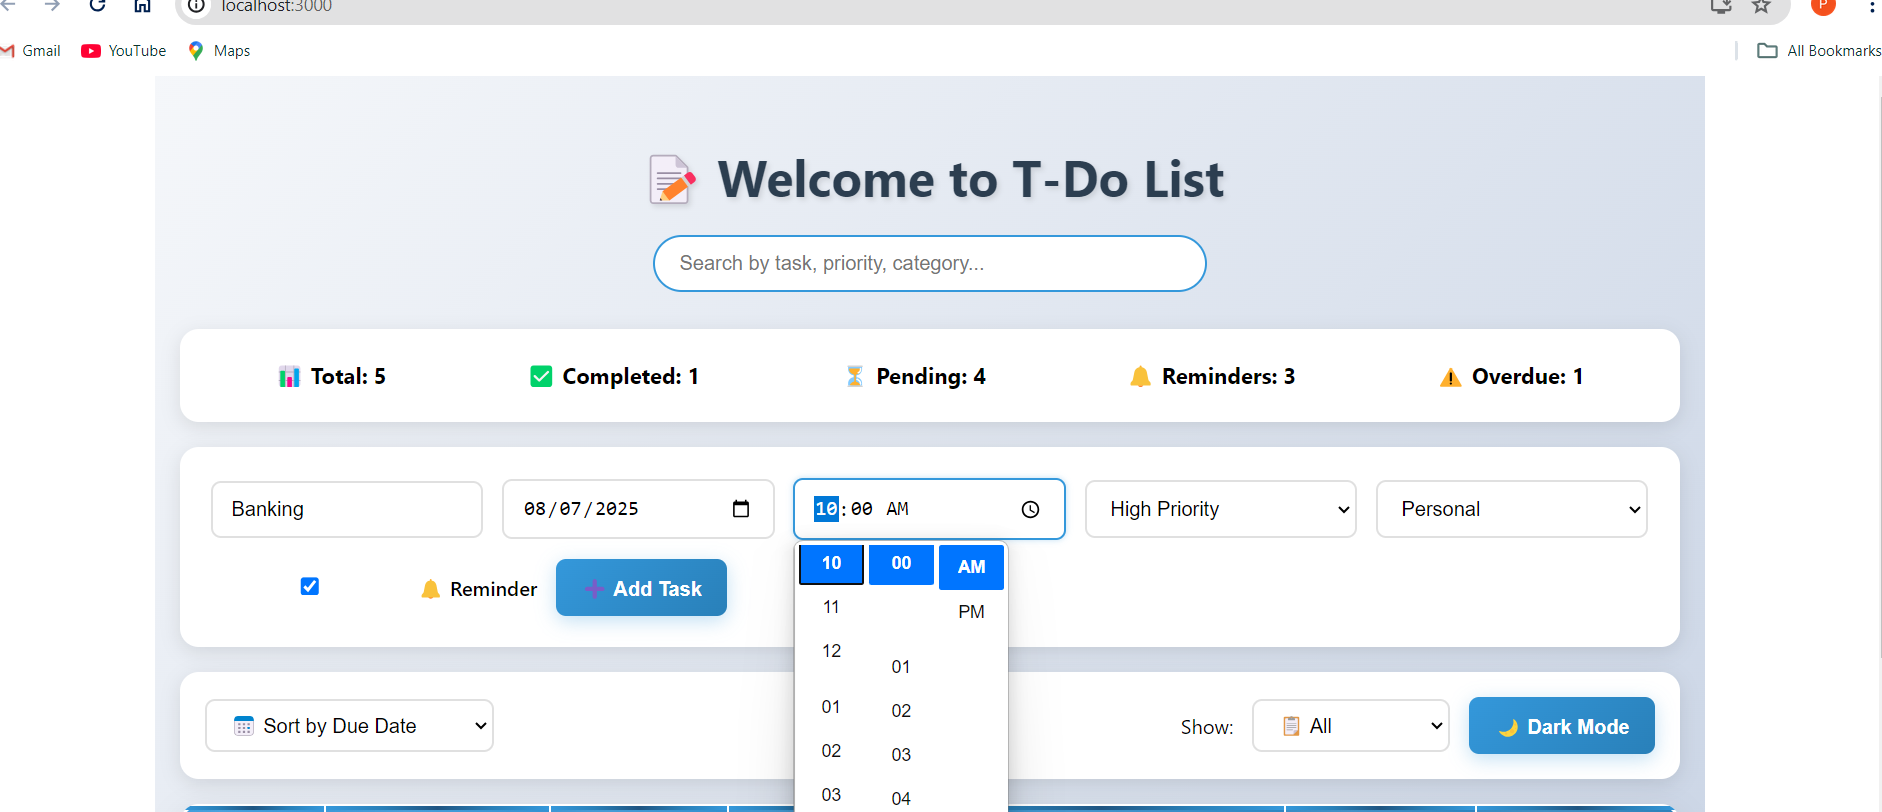 localhost:3000
P
Gmail YouTube Maps All Bookmarks
Welcome to T-Do List
Search by task, priority, category...
Total: 5 Completed: 1 Pending: 4 Reminders: 3 Overdue: 1
Banking 08/07/2025 10:00 AM High Priority Personal
Reminder Add Task
10 00 AM
11 PM
12
01
01
02
02
03
03
04
Sort by Due Date Show: All Dark Mode